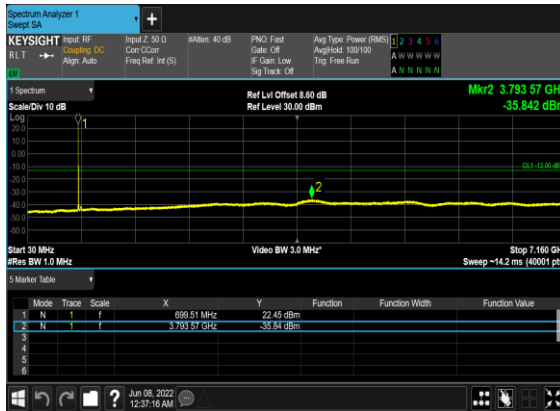 Spectrum Analyzer 1
Swept SA
+
KEYSIGHT
RLT
Input: RF
Coupling: DC
Align: Auto
Input Z: 50 Ω
Corr CCorr
Freq Ref: Int (S)
#Atten: 40 dB
PNO: Fast
Gate: Off
IF Gain: Low
Sig Track: Off
Avg Type: Power (RMS)
Avg|Hold: 100/100
Trig: Free Run
1 2 3 4 5 6
A W W W W W
A N N N N N
1 Spectrum
Scale/Div 10 dB
Ref Lvl Offset 8.60 dB
Ref Level 30.00 dBm
Mkr2 3.793 57 GHz
-35.842 dBm
Log
20.0
10.0
0.00
-10.0
-20.0
-30.0
-40.0
-50.0
-60.0
1
2
DL1 -13.00 dB
Start 30 MHz
#Res BW 1.0 MHz
Video BW 3.0 MHz*
Stop 7.160 GH
Sweep ~14.2 ms (40001 pts
5 Marker Table
Mode Trace Scale X Y Function Function Width Function Value
1 N 1 f 699.51 MHz 22.45 dBm
2 N 1 f 3.793 57 GHz -35.84 dBm
3
4
5
6
?
Jun 08, 2022
12:37:16 AM